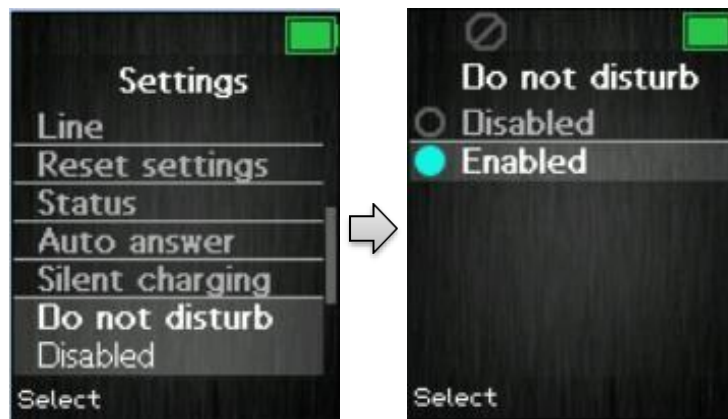 Settings
Line
Reset settings
Status
Auto answer
Silent charging
Do not disturb
Disabled
Select
Do not disturb
Disabled
Enabled
Select